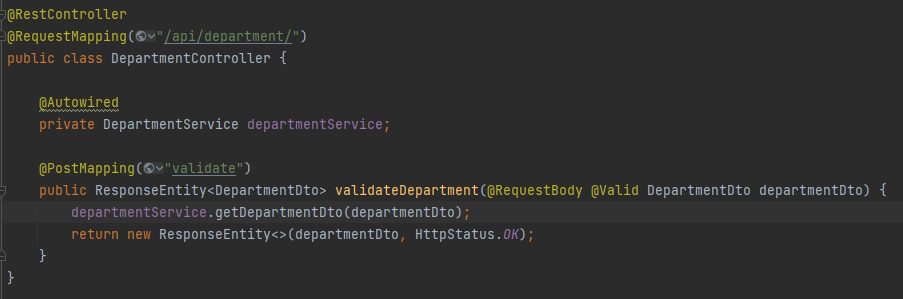 @RestController
@RequestMapping("/api/department/")
public class DepartmentController {
@Autowired
private DepartmentService departmentService;
@PostMapping("validate")
public ResponseEntity<DepartmentDto> validateDepartment(@RequestBody @Valid DepartmentDto departmentDto) {
departmentService.getDepartmentDto(departmentDto);
return new ResponseEntity<>(departmentDto, HttpStatus.OK);
}
}